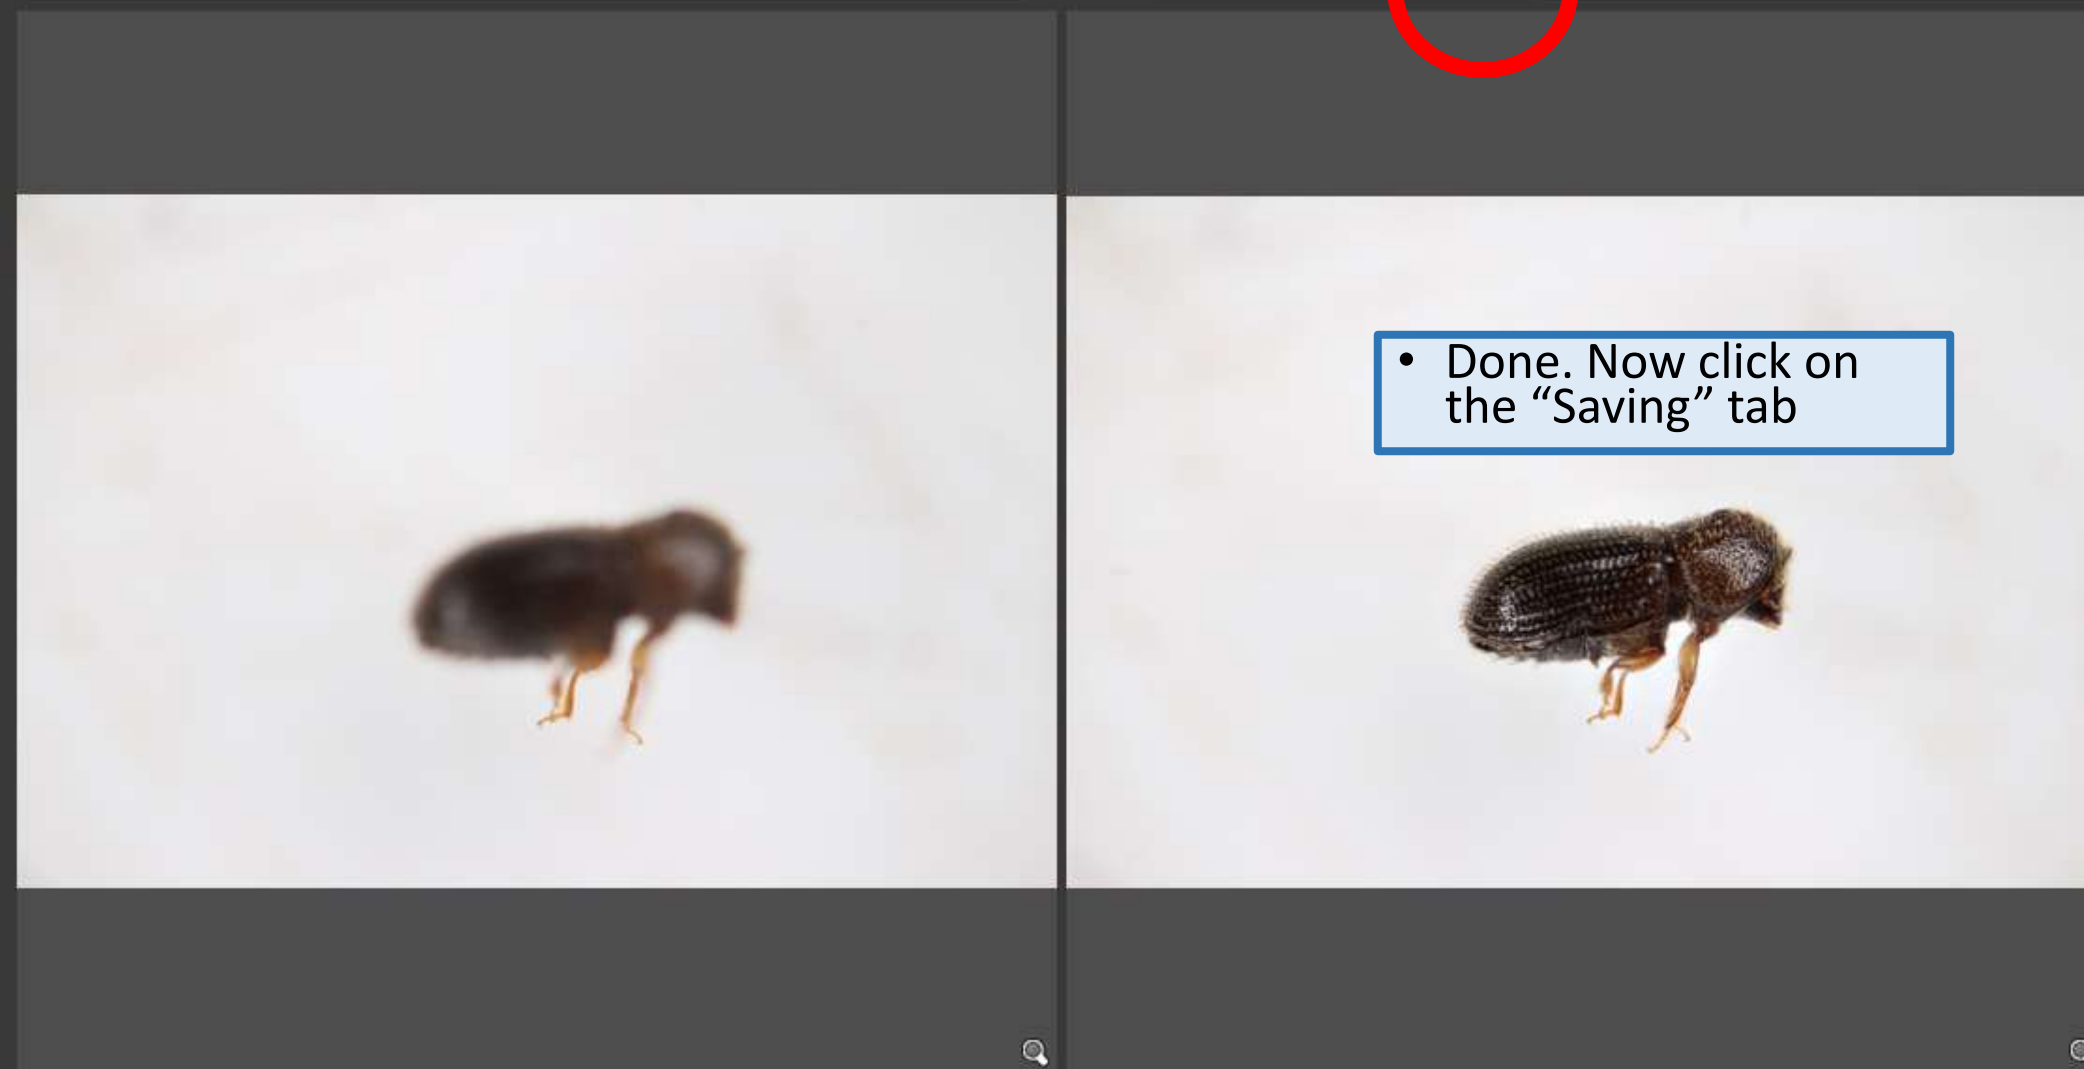 • Done. Now click on
the “Saving” tab